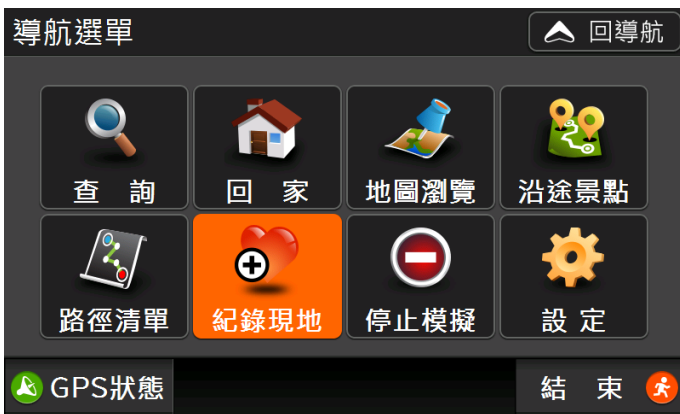 導航選單
回導航
查 詢
回 家
地圖瀏覽
沿途景點
路徑清單
紀錄現地
停止模擬
設 定
GPS狀態
結 束